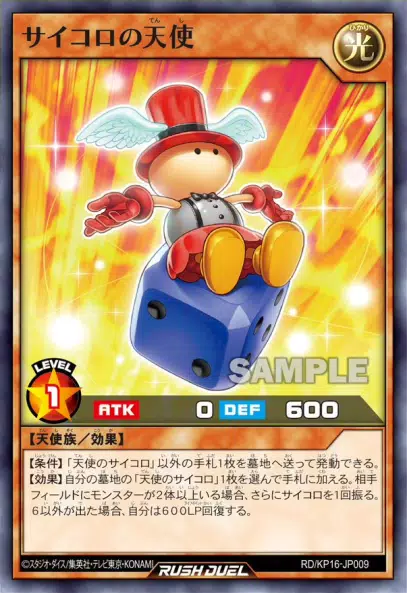 サイコロの天使
光
SAMPLE
LEVEL
1
ATK 0 DEF 600
【天使族/効果】
【条件】「天使のサイコロ」以外の手札1枚を墓地へ送って発動できる。
【効果】自分の墓地の「天使のサイコロ」1枚を選んで手札に加える。相手
フィールドにモンスターが2体以上いる場合、さらにサイコロを1回振る。
6以外が出た場合、自分は600LP回復する。
©スタジオ・ダイス/集英社・テレビ東京・KONAMI
RUSH DUEL
RD/KP16-JP009